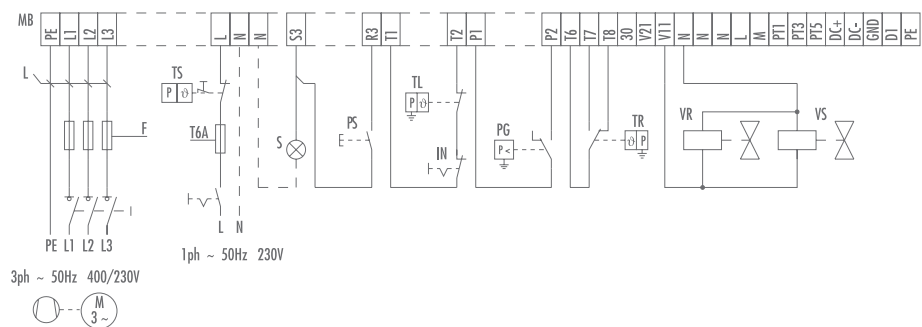 MB PE L1 L2 L3 L N N S3 R3 T1 T2 P1 P2 T6 T7 T8 30 V21 V11 N N N L M PT1 PT3 PT5 DC+ DC- GND D1 PE
L TS TL VR VS
P ϑ
P ϑ
F T6A S PS IN PG P< TR ϑ P
PE L1 L2 L3 L N
1ph ~ 50Hz 230V
3ph ~ 50Hz 400/230V
M
3 ~